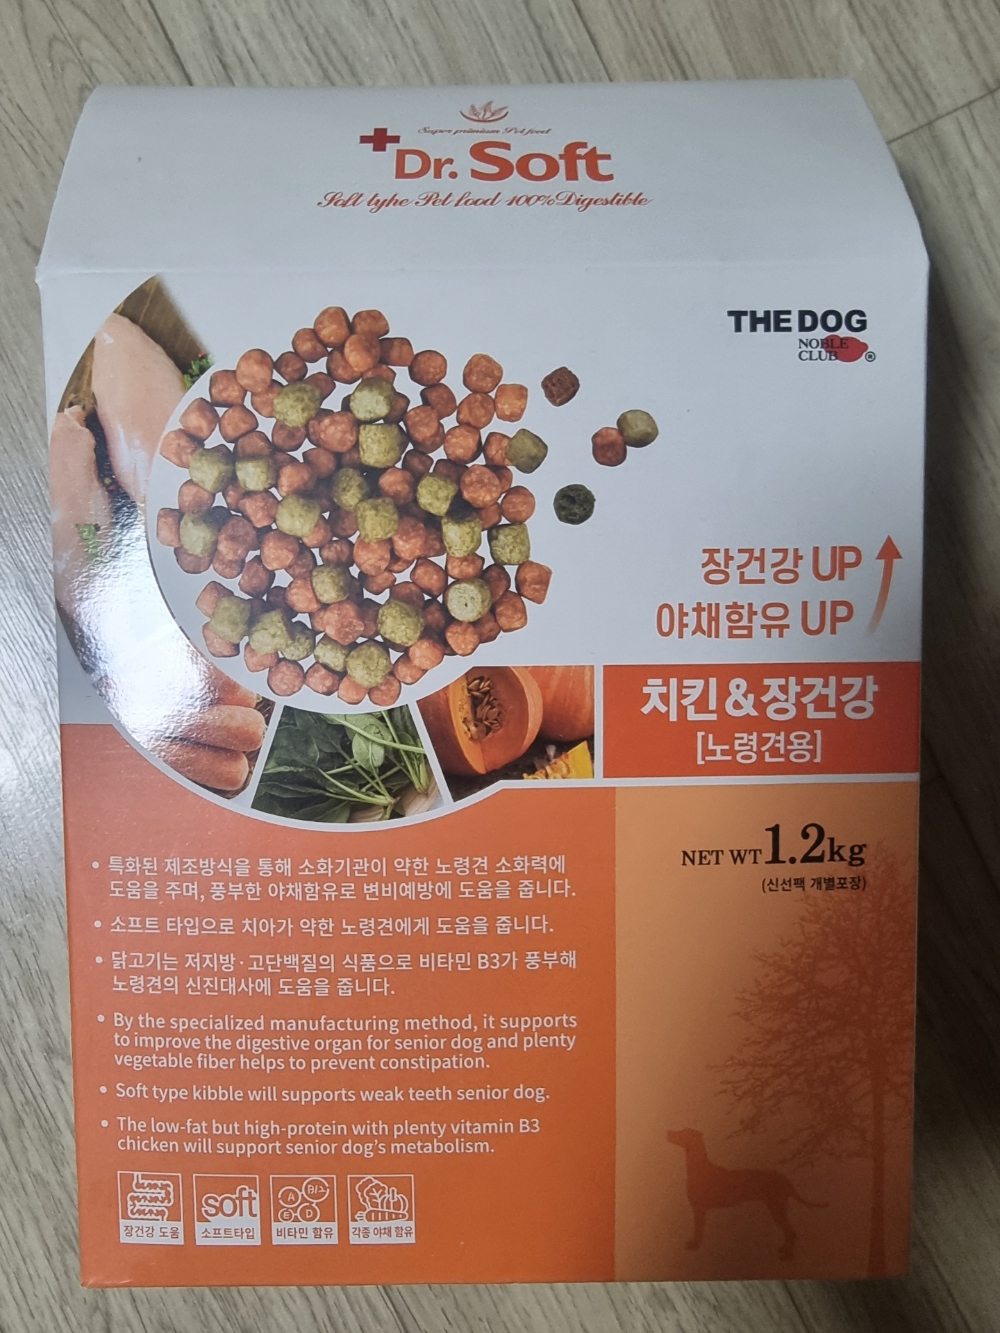 Super premium Pet food
Dr. Soft
Soft tyhe Pet food 100% Digestible
THE DOG
NOBLE
CLUB ®
장건강 UP
야채함유 UP
치킨&장건강
[노령견용]
NET WT 1.2kg
(신선팩 개별포장)
• 특화된 제조방식을 통해 소화기관이 약한 노령견 소화력에
도움을 주며, 풍부한 야채함유로 변비예방에 도움을 줍니다.
• 소프트 타입으로 치아가 약한 노령견에게 도움을 줍니다.
• 닭고기는 저지방·고단백질의 식품으로 비타민 B3가 풍부해
노령견의 신진대사에 도움을 줍니다.
• By the specialized manufacturing method, it supports
to improve the digestive organ for senior dog and plenty
vegetable fiber helps to prevent constipation.
• Soft type kibble will supports weak teeth senior dog.
• The low-fat but high-protein with plenty vitamin B3
chicken will support senior dog's metabolism.
장건강 도움
soft
소프트타입
A B12
E D
비타민 함유
각종 야채 함유